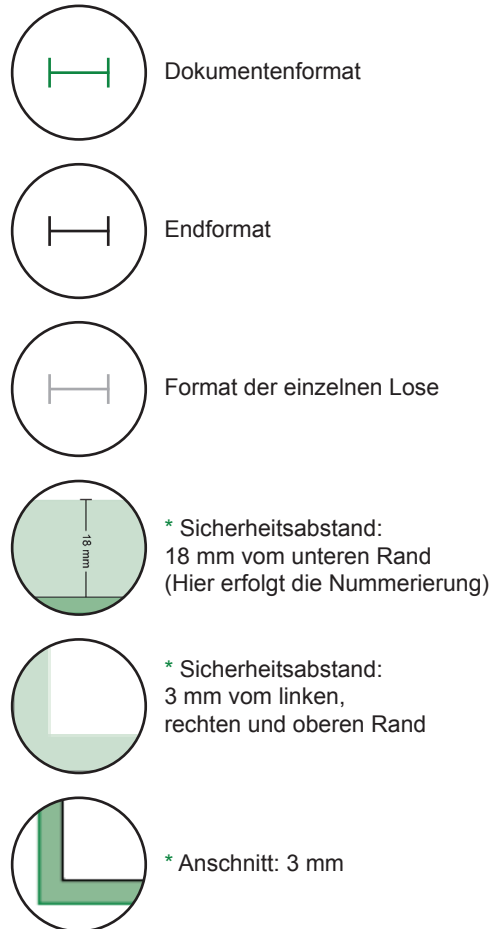 Dokumentenformat
Endformat
Format der einzelnen Lose
18 mm
* Sicherheitsabstand:
18 mm vom unteren Rand
(Hier erfolgt die Nummerierung)
* Sicherheitsabstand:
3 mm vom linken,
rechten und oberen Rand
* Anschnitt: 3 mm